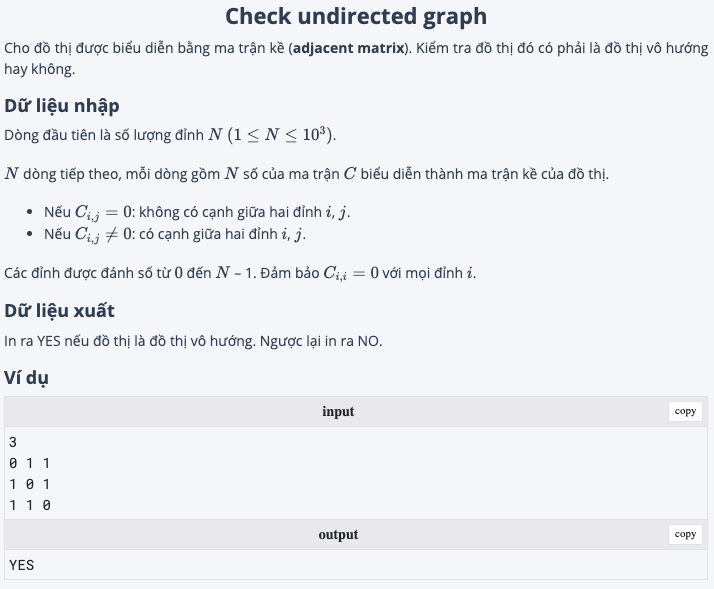 Check undirected graph
Cho đồ thị được biểu diễn bằng ma trận kề (adjacent matrix). Kiểm tra đồ thị đó có phải là đồ thị vô hướng
hay không.
Dữ liệu nhập
Dòng đầu tiên là số lượng đỉnh N (1 ≤ N ≤ 10³).
N dòng tiếp theo, mỗi dòng gồm N số của ma trận C biểu diễn thành ma trận kề của đồ thị.
• Nếu C_{i,j} = 0: không có cạnh giữa hai đỉnh i, j.
• Nếu C_{i,j} ≠ 0: có cạnh giữa hai đỉnh i, j.
Các đỉnh được đánh số từ 0 đến N – 1. Đảm bảo C_{i,i} = 0 với mọi đỉnh i.
Dữ liệu xuất
In ra YES nếu đồ thị là đồ thị vô hướng. Ngược lại in ra NO.
Ví dụ
input copy
3
0 1 1
1 0 1
1 1 0
output copy
YES